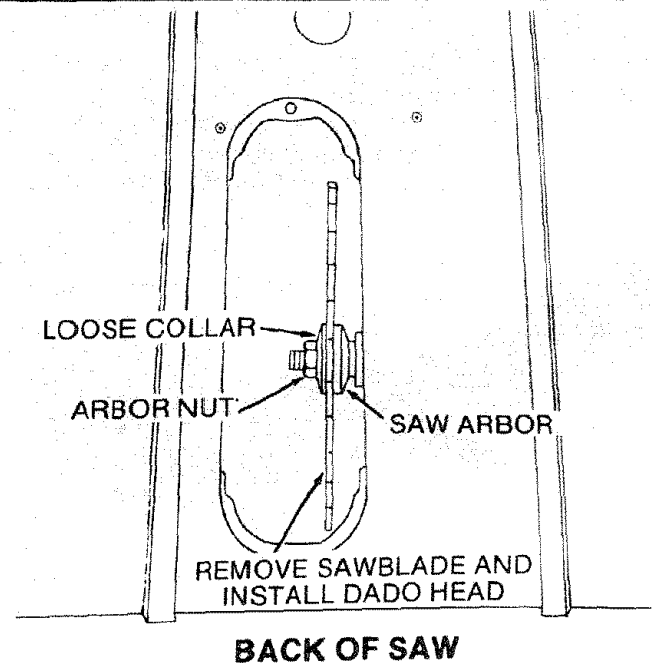 LOOSE COLLAR
ARBOR NUT
SAW ARBOR
REMOVE SAWBLADE AND
INSTALL DADO HEAD
BACK OF SAW